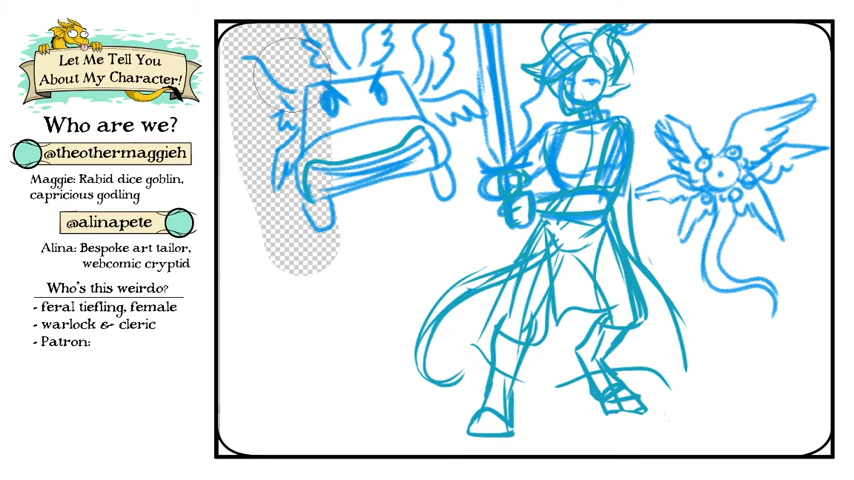 Let Me Tell You
About My Character!
Who are we?
@theothermaggieh
Maggie: Rabid dice goblin,
capricious godling
@alinapete
Alina: Bespoke art tailor,
webcomic cryptid
Who's this weirdo?
- feral tiefling, female
- warlock & cleric
- Patron: